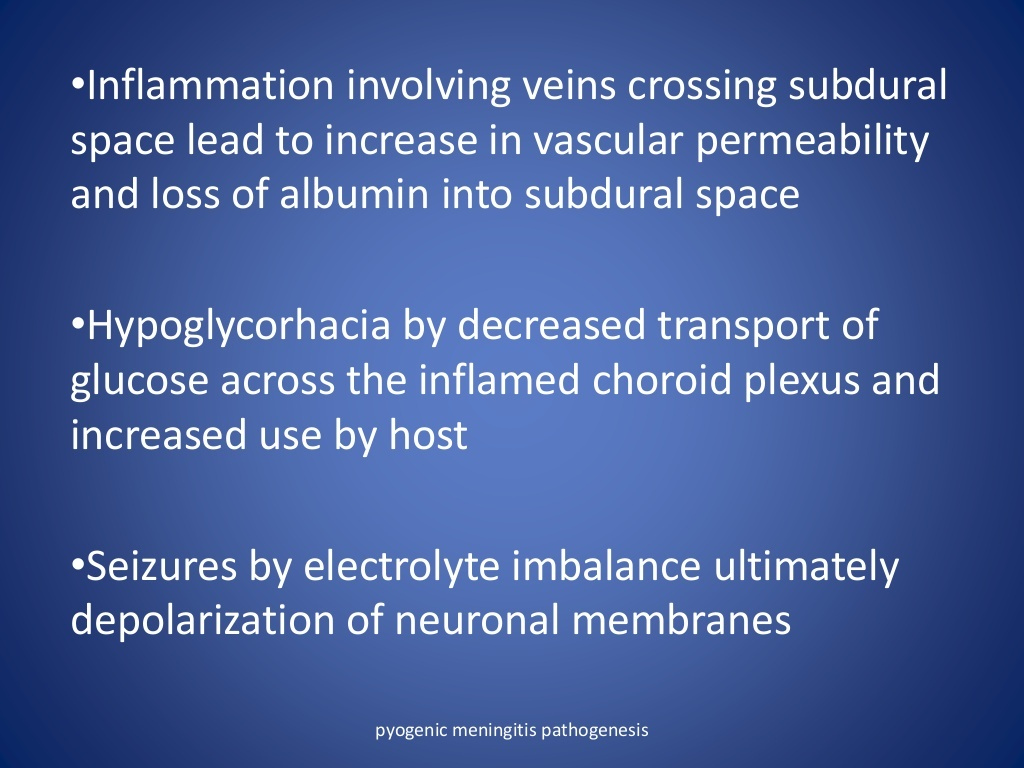 •Inflammation involving veins crossing subdural
space lead to increase in vascular permeability
and loss of albumin into subdural space
•Hypoglycorhacia by decreased transport of
glucose across the inflamed choroid plexus and
increased use by host
•Seizures by electrolyte imbalance ultimately
depolarization of neuronal membranes
pyogenic meningitis pathogenesis